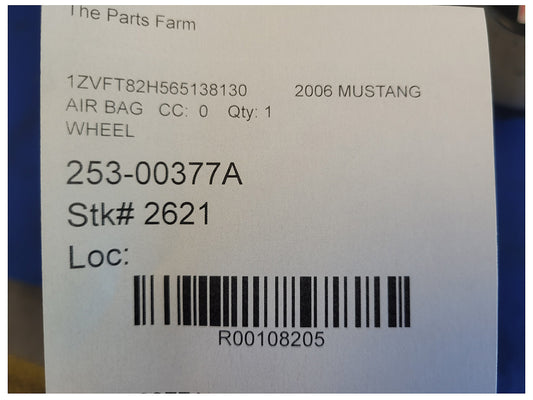 The Parts Farm
1ZVFT82H565138130 2006 MUSTANG
AIR BAG CC: 0 Qty: 1
WHEEL
253-00377A
Stk# 2621
Loc:
R00108205